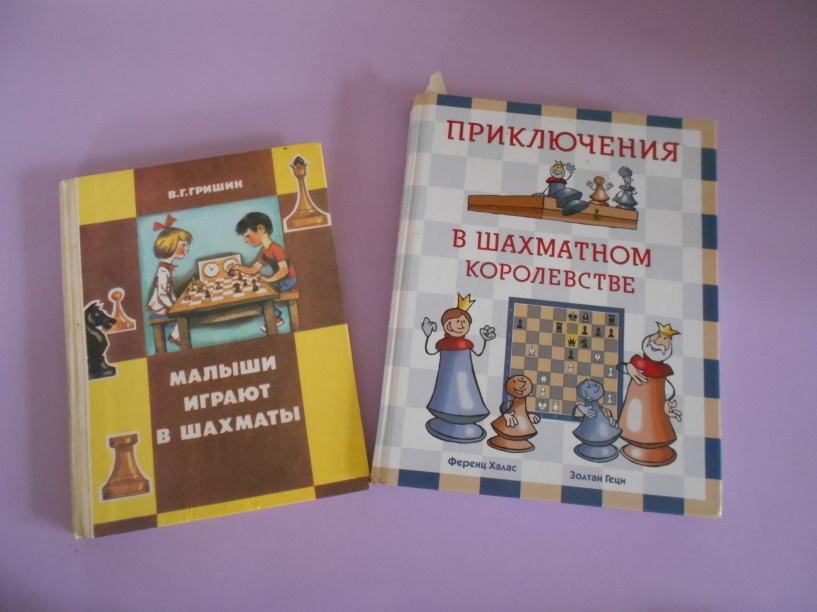 В.Г.ГРИШИН
МАЛЫШИ
ИГРАЮТ
В ШАХМАТЫ
ПРИКЛЮЧЕНИЯ
В ШАХМАТНОМ
КОРОЛЕВСТВЕ
Ференц Халас
Золтан Геци